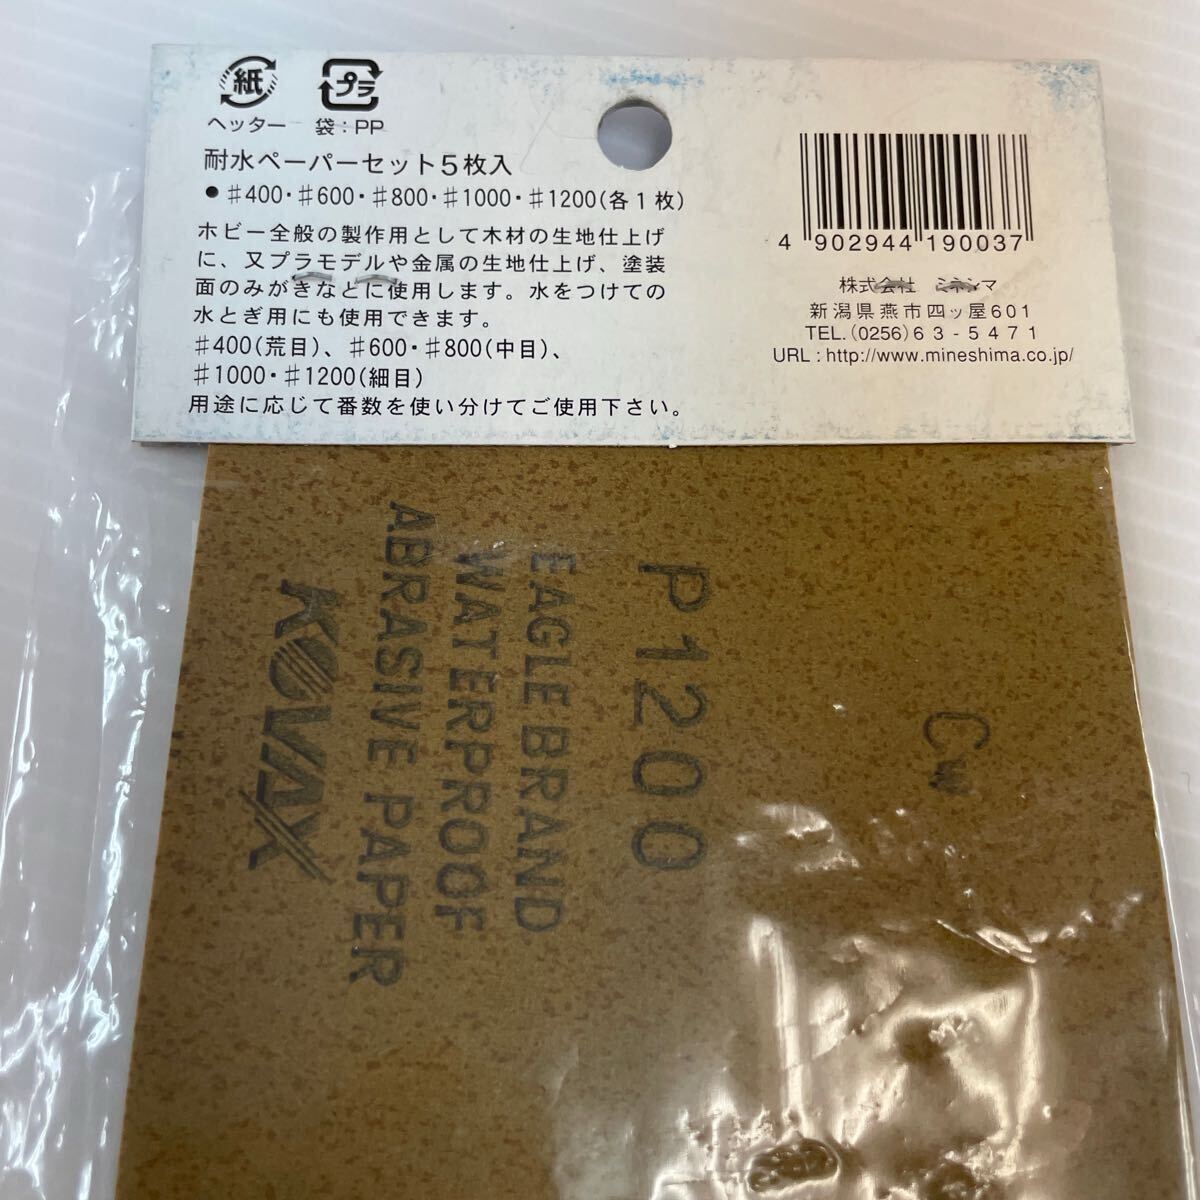 紙 プラ
ヘッター 袋：PP
耐水ペーパーセット5枚入
●♯400・♯600・♯800・♯1000・♯1200(各1枚)
ホビー全般の製作用として木材の生地仕上げ
に、又プラモデルや金属の生地仕上げ、塗装
面のみがきなどに使用します。水をつけての
水とぎ用にも使用できます。
♯400(荒目)、♯600・♯800(中目)、
♯1000・♯1200(細目)
用途に応じて番数を使い分けてご使用下さい。
4 902944 190037
株式会社 ミネシマ
新潟県燕市四ッ屋601
TEL.(0256)63-5471
URL：http://www.mineshima.co.jp/
Cw
P1200
EAGLE BRAND
WATERPROOF
ABRASIVE PAPER
KOVAX